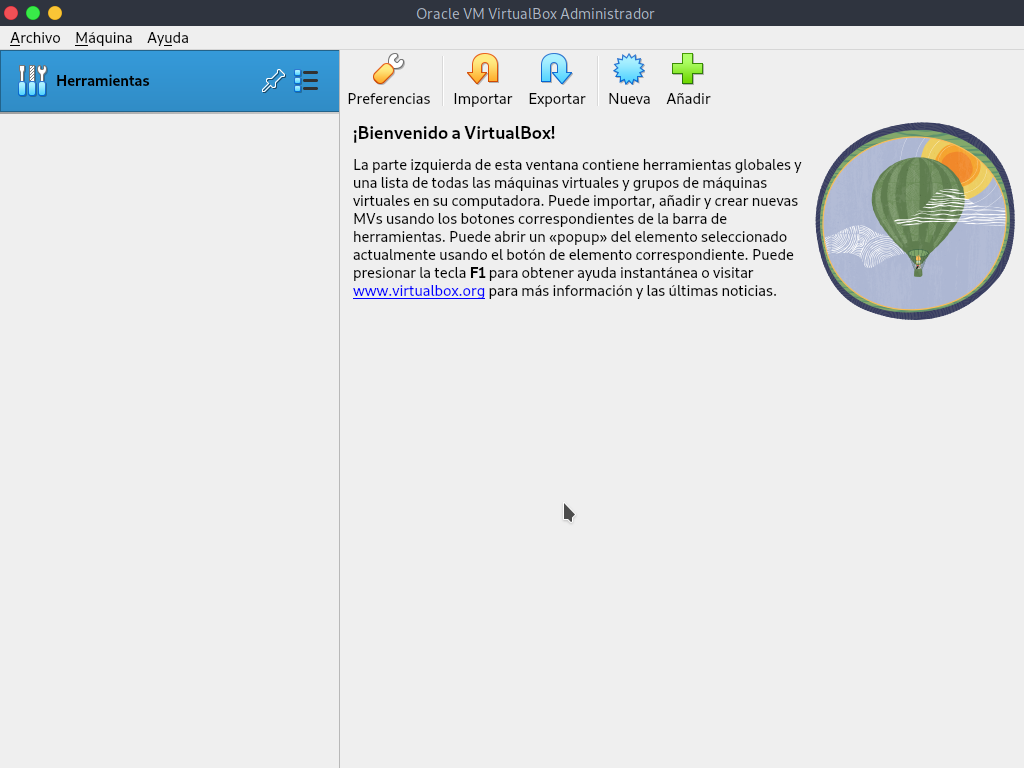 Oracle VM VirtualBox Administrador
Archivo Máquina Ayuda
Herramientas
Preferencias Importar Exportar Nueva Añadir
¡Bienvenido a VirtualBox!
La parte izquierda de esta ventana contiene herramientas globales y
una lista de todas las máquinas virtuales y grupos de máquinas
virtuales en su computadora. Puede importar, añadir y crear nuevas
MVs usando los botones correspondientes de la barra de
herramientas. Puede abrir un «popup» del elemento seleccionado
actualmente usando el botón de elemento correspondiente. Puede
presionar la tecla F1 para obtener ayuda instantánea o visitar
www.virtualbox.org para más información y las últimas noticias.